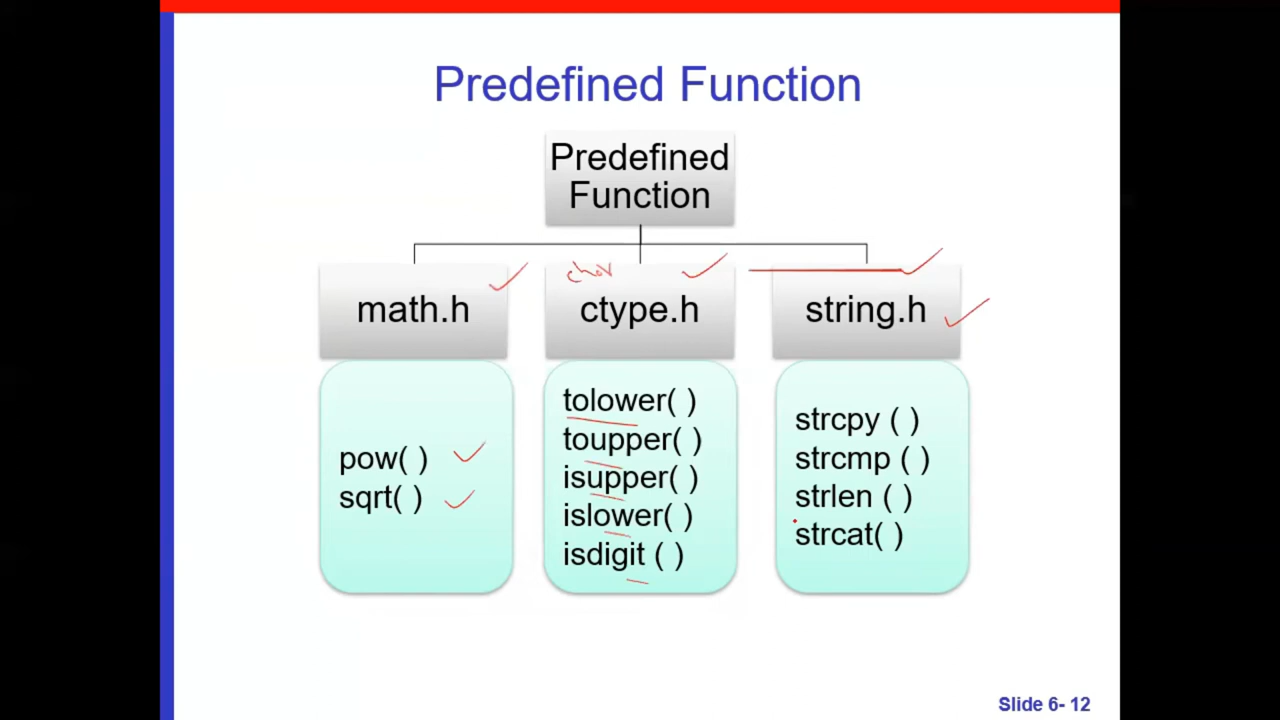 Predefined Function
Predefined
Function
char
math.h
ctype.h
string.h
pow( )
sqrt( )
tolower( )
toupper( )
isupper( )
islower( )
isdigit ( )
strcpy ( )
strcmp ( )
strlen ( )
strcat( )
Slide 6- 12